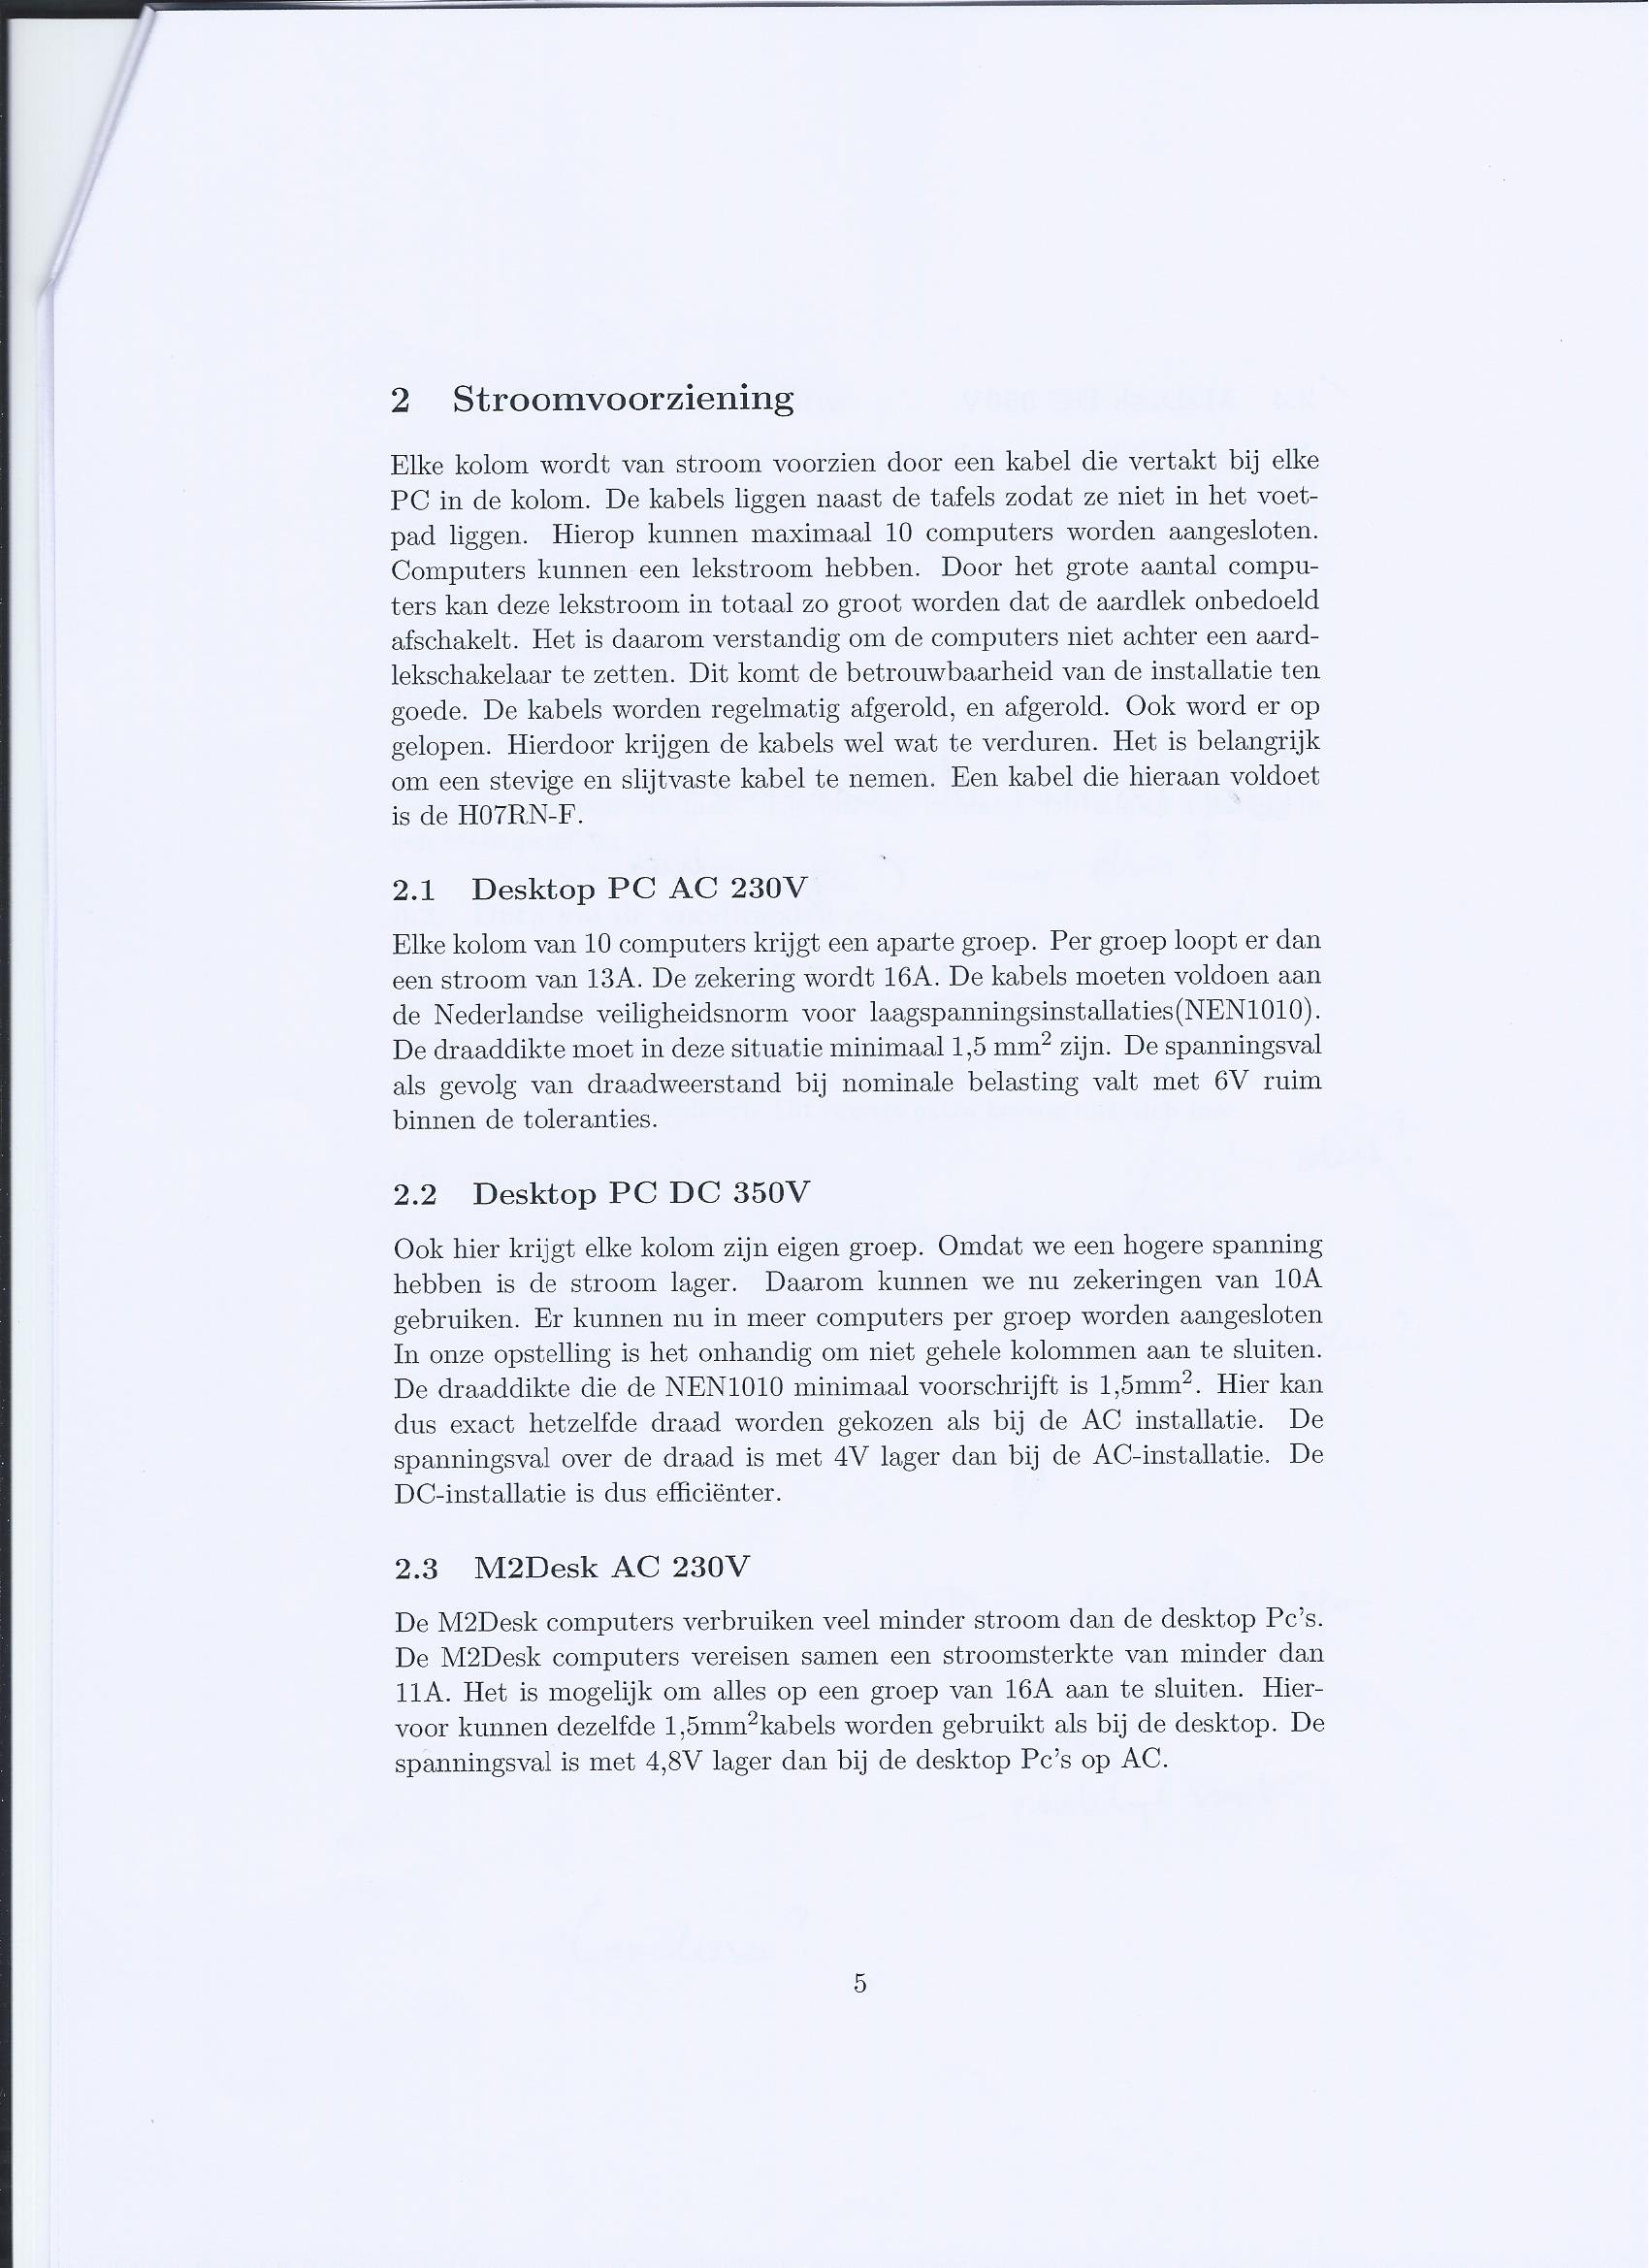 2 Stroomvoorziening
Elke kolom wordt van stroom voorzien door een kabel die vertakt bij elke
PC in de kolom. De kabels liggen naast de tafels zodat ze niet in het voet-
pad liggen. Hierop kunnen maximaal 10 computers worden aangesloten.
Computers kunnen een lekstroom hebben. Door het grote aantal compu-
ters kan deze lekstroom in totaal zo groot worden dat de aardlek onbedoeld
afschakelt. Het is daarom verstandig om de computers niet achter een aard-
lekschakelaar te zetten. Dit komt de betrouwbaarheid van de installatie ten
goede. De kabels worden regelmatig afgerold, en afgerold. Ook word er op
gelopen. Hierdoor krijgen de kabels wel wat te verduren. Het is belangrijk
om een stevige en slijtvaste kabel te nemen. Een kabel die hieraan voldoet
is de H07RN-F.
2.1 Desktop PC AC 230V
Elke kolom van 10 computers krijgt een aparte groep. Per groep loopt er dan
een stroom van 13A. De zekering wordt 16A. De kabels moeten voldoen aan
de Nederlandse veiligheidsnorm voor laagspanningsinstallaties(NEN1010).
De draaddikte moet in deze situatie minimaal 1,5 mm² zijn. De spanningsval
als gevolg van draadweerstand bij nominale belasting valt met 6V ruim
binnen de toleranties.
2.2 Desktop PC DC 350V
Ook hier krijgt elke kolom zijn eigen groep. Omdat we een hogere spanning
hebben is de stroom lager. Daarom kunnen we nu zekeringen van 10A
gebruiken. Er kunnen nu in meer computers per groep worden aangesloten
In onze opstelling is het onhandig om niet gehele kolommen aan te sluiten.
De draaddikte die de NEN1010 minimaal voorschrijft is 1,5mm². Hier kan
dus exact hetzelfde draad worden gekozen als bij de AC installatie. De
spanningsval over de draad is met 4V lager dan bij de AC-installatie. De
DC-installatie is dus efficiënter.
2.3 M2Desk AC 230V
De M2Desk computers verbruiken veel minder stroom dan de desktop Pc's.
De M2Desk computers vereisen samen een stroomsterkte van minder dan
11A. Het is mogelijk om alles op een groep van 16A aan te sluiten. Hier-
voor kunnen dezelfde 1,5mm²kabels worden gebruikt als bij de desktop. De
spanningsval is met 4,8V lager dan bij de desktop Pc's op AC.
5